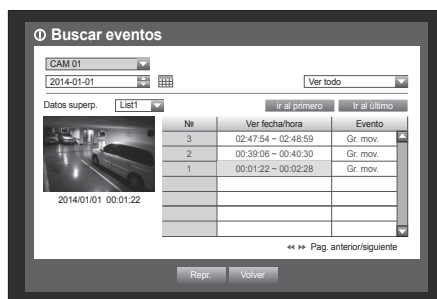 Buscar eventos
CAM 01
2014-01-01
Ver todo
Datos superp. List1 ir al primero Ir al último
№ Ver fecha/hora Evento
3 02:47:54 ~ 02:48:59 Gr. mov.
2 00:39:06 ~ 00:40:30 Gr. mov.
1 00:01:22 ~ 00:02:28 Gr. mov.
2014/01/01 00:01:22
Pag. anterior/siguiente
Repr. Volver